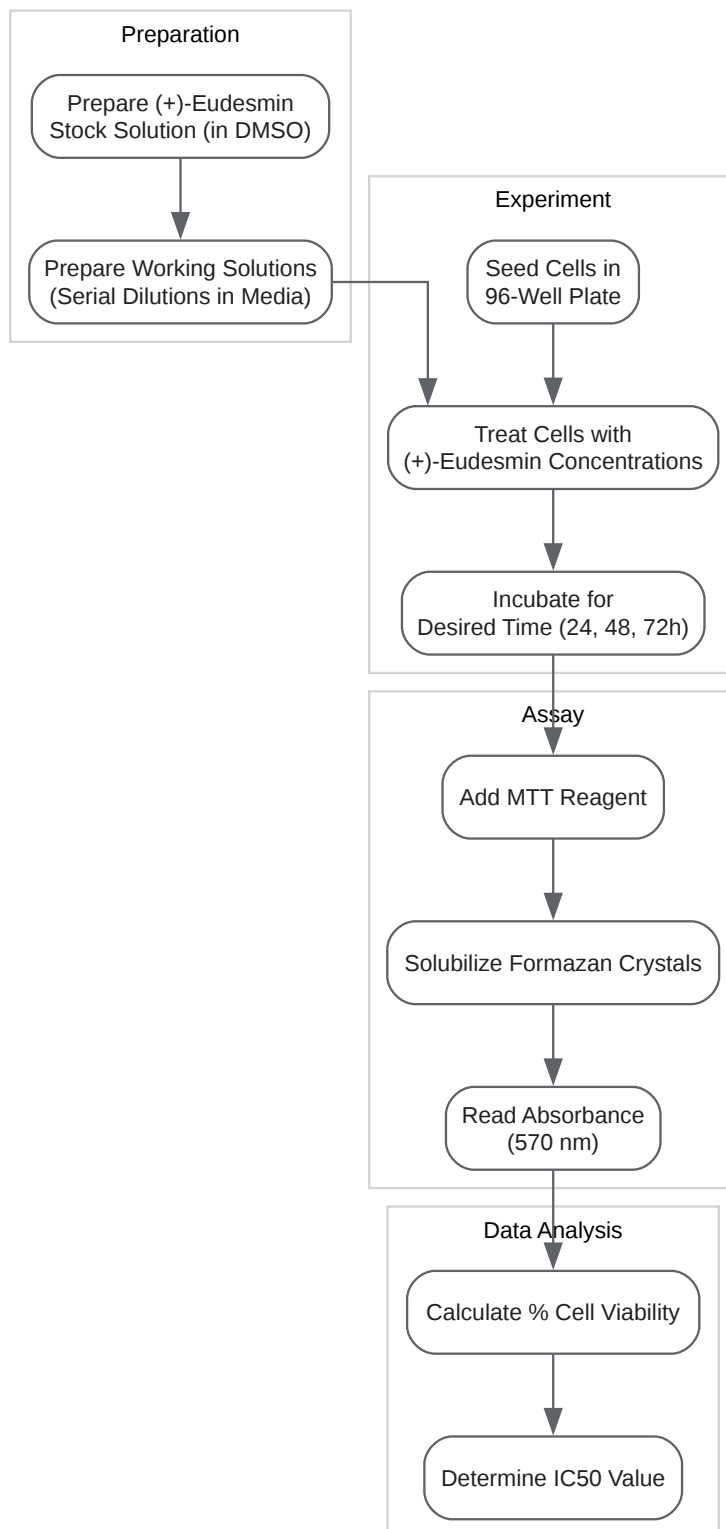 Preparation
Prepare (+)-Eudesmin
Stock Solution (in DMSO)
Prepare Working Solutions
(Serial Dilutions in Media)
Experiment
Seed Cells in
96-Well Plate
Treat Cells with
(+)-Eudesmin Concentrations
Incubate for
Desired Time (24, 48, 72h)
Assay
Add MTT Reagent
Solubilize Formazan Crystals
Read Absorbance
(570 nm)
Data Analysis
Calculate % Cell Viability
Determine IC50 Value